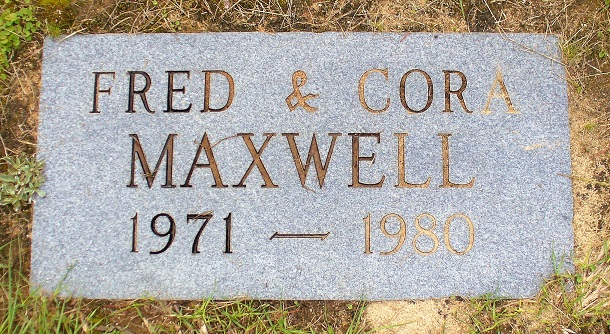 FRED & CORA
MAXWELL
1971 — 1980